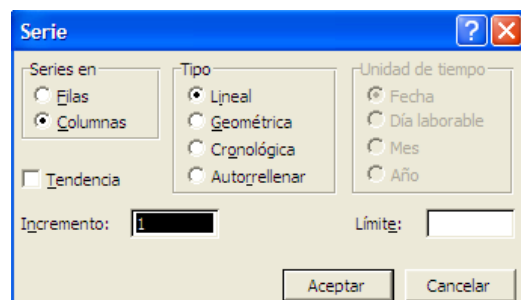 Serie
Series en
Filas
Columnas
Tendencia
Tipo
Lineal
Geométrica
Cronológica
Autorrellenar
Unidad de tiempo
Fecha
Día laborable
Mes
Año
Incremento: 1
Límite:
Aceptar
Cancelar